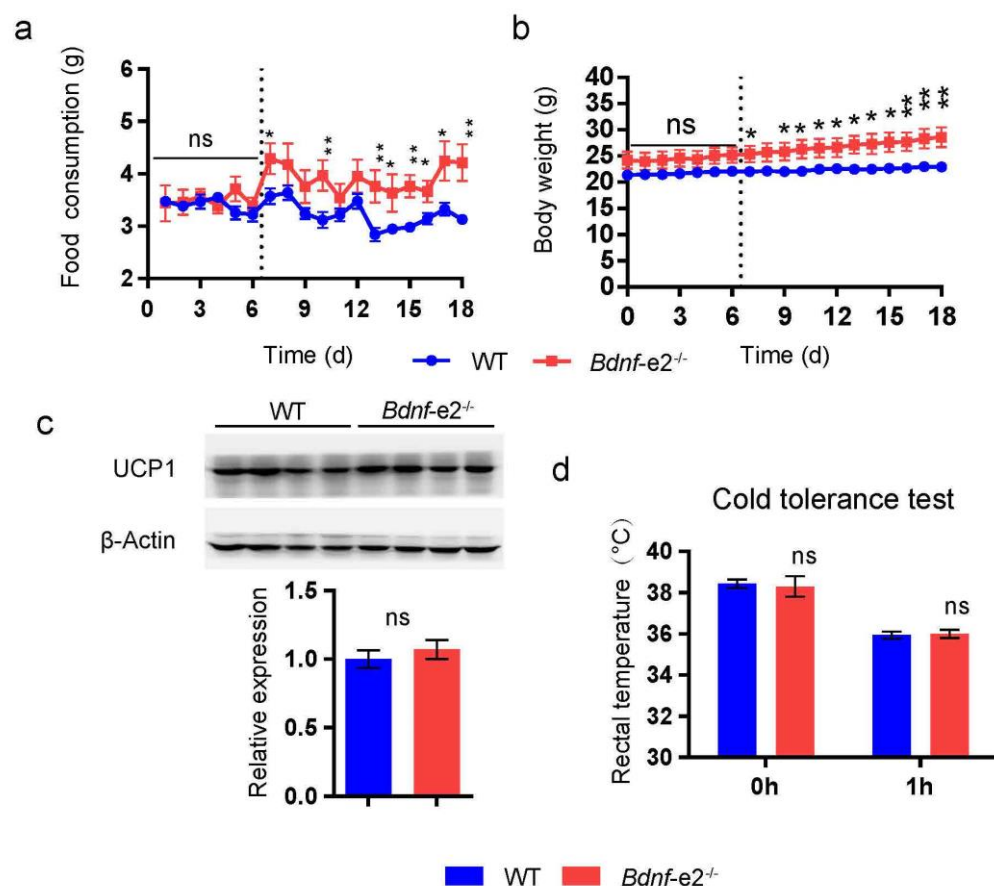 a
Food consumption (g)
6
5
4
3
2
ns
*
**
**
*
**
*
*
**
0 3 6 9 12 15 18
Time (d)
b
Body weight (g)
40
35
30
25
20
15
10
5
0
ns
* * * * * * * * * ** ** **
0 3 6 9 12 15 18
Time (d)
WT Bdnf-e2-/-
c
WT Bdnf-e2-/-
UCP1
β-Actin
Relative expression
1.5
1.0
0.5
0.0
ns
d
Cold tolerance test
Rectal temperature (°C)
40
38
36
34
32
30
ns
ns
0h 1h
WT Bdnf-e2-/-